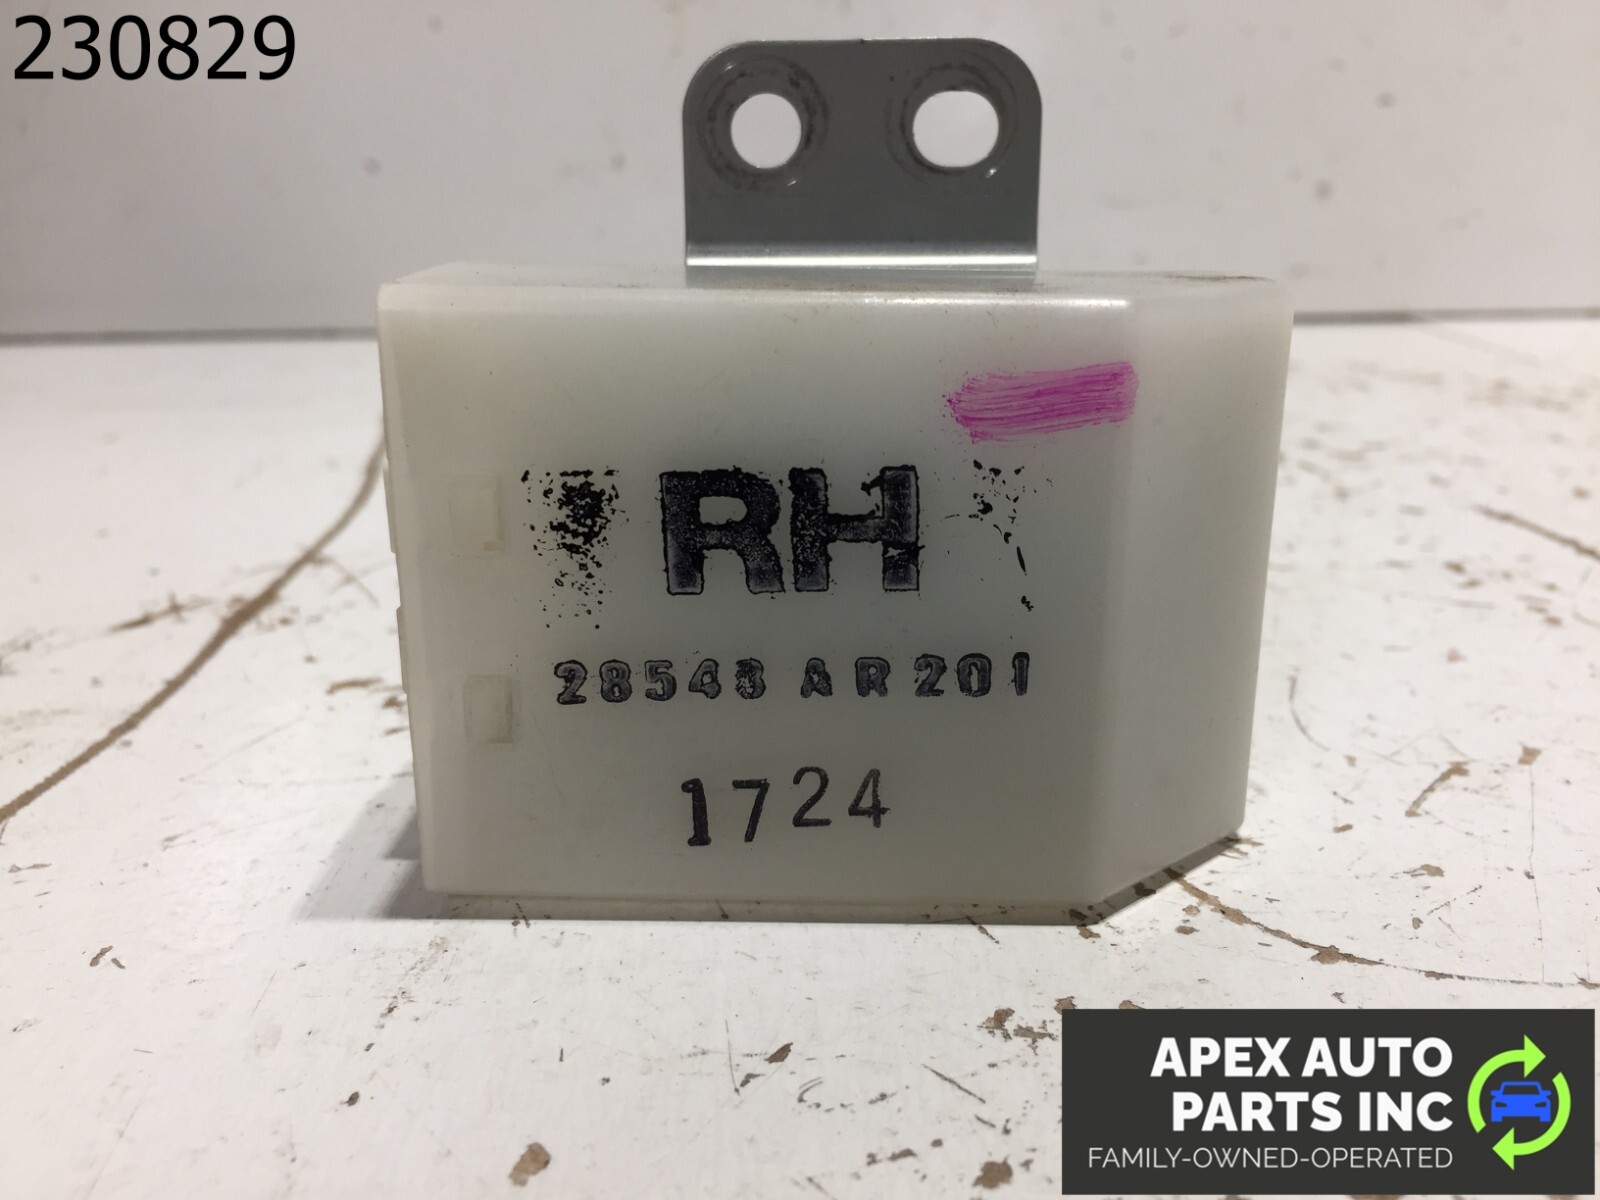 230829
RH
28543 AR201
1724
APEX AUTO
PARTS INC
FAMILY-OWNED-OPERATED